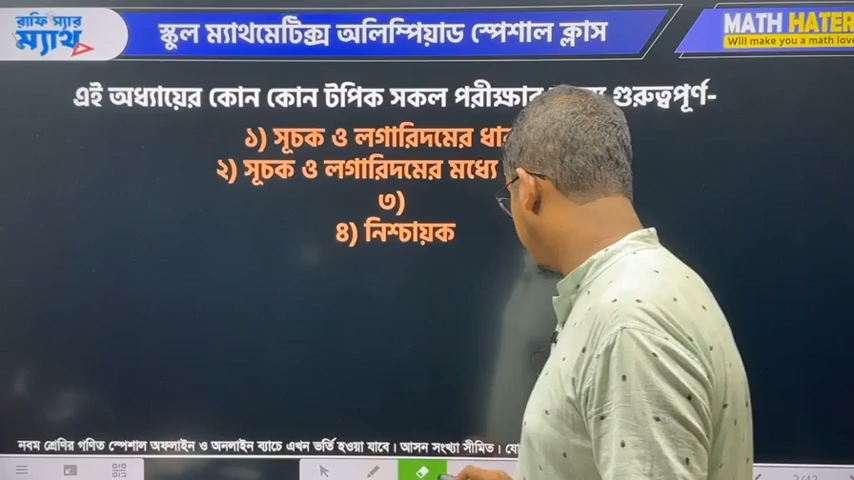 রাফি স্যার
ম্যাথ
স্কুল ম্যাথমেটিক্স অলিম্পিয়াড স্পেশাল ক্লাস
MATH HATER
Will make you a math love
এই অধ্যায়ের কোন কোন টপিক সকল পরীক্ষার গুরুত্বপূর্ণ-
১) সূচক ও লগারিদমের
২) সূচক ও লগারিদমের মধ্যে
৩)
৪) নিশ্চায়ক
নবম শ্রেণির গণিত স্পেশাল অফলাইন ও অনলাইন ব্যাচে এখন ভর্তি হওয়া যাবে। আসন সংখ্যা সীমিত।